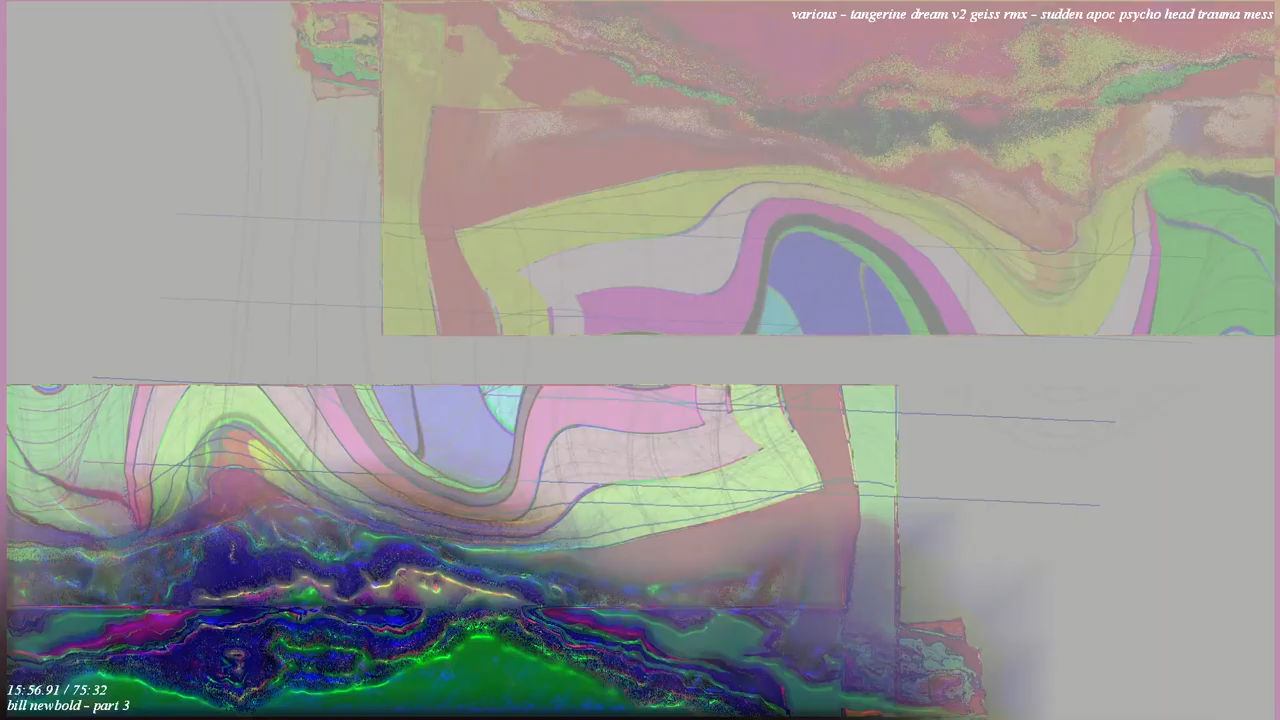 various - tangerine dream v2 geiss rmx - sudden apoc psycho head trauma mess
15:56.91 / 75:32
bill newbold - part 3